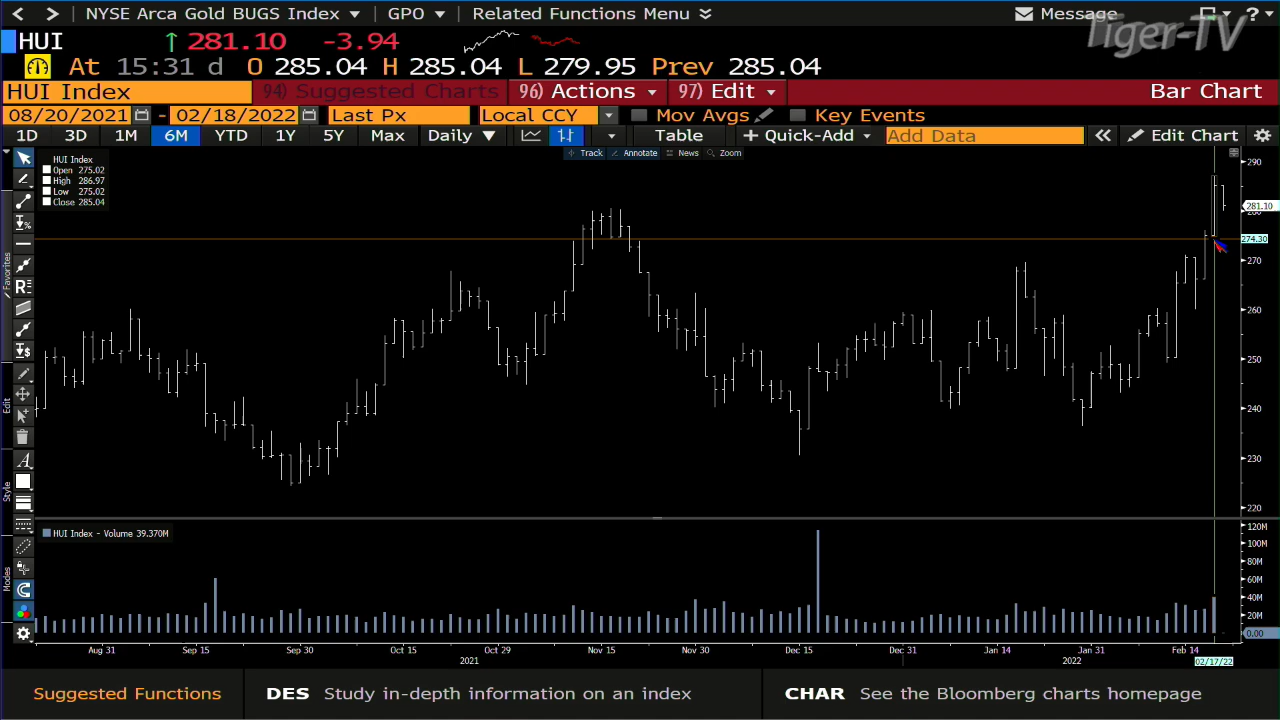 NYSE Arca Gold BUGS Index GPO Related Functions Menu Message ?
Tiger-TV
HUI ↑ 281.10 -3.94
At 15:31 d O 285.04 H 285.04 L 279.95 Prev 285.04
HUI Index 94) Suggested Charts 96) Actions 97) Edit Bar Chart
08/20/2021 - 02/18/2022 Last Px Local CCY Mov Avgs Key Events
1D 3D 1M 6M YTD 1Y 5Y Max Daily ▼ Table + Quick-Add Add Data « Edit Chart
Track Annotate News Zoom
HUI Index
Open 275.02
High 286.97
Low 275.02
Close 285.04
290
281.10
280
274.30
270
260
250
240
230
220
Favorites
Edit
Style
Modes
HUI Index - Volume 39.370M
120M
100M
80M
60M
40M
20M
0.00
Aug 31 Sep 15 Sep 30 Oct 15 Oct 29 Nov 15 Nov 30 Dec 15 Dec 31 Jan 14 Jan 31 Feb 14
2021 2022 02/17/22
Suggested Functions DES Study in-depth information on an index CHAR See the Bloomberg charts homepage